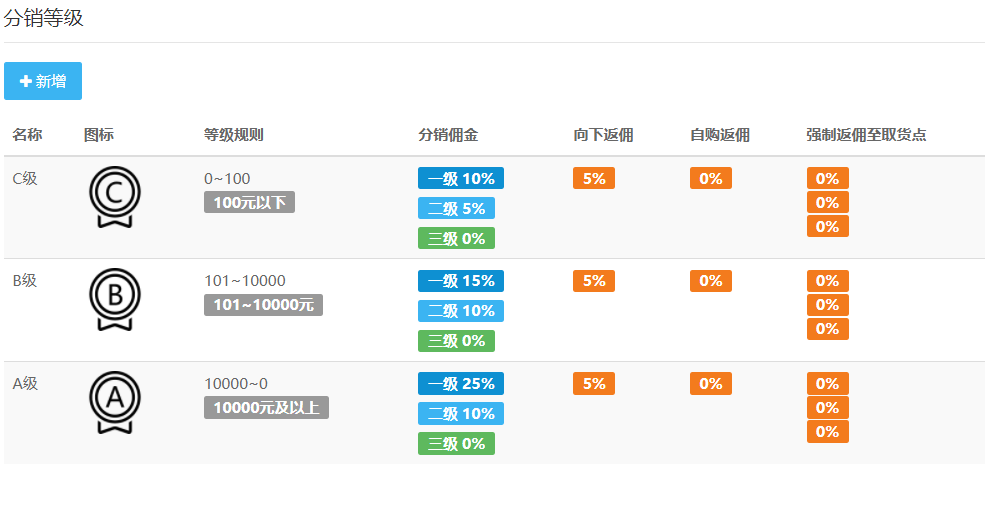 分销等级
新增
名称 图标 等级规则 分销佣金 向下返佣 自购返佣 强制返佣至取货点
C级 C 0~100 一级 10% 5% 0% 0%
100元以下 二级 5% 0%
三级 0% 0%
B级 B 101~10000 一级 15% 5% 0% 0%
101~10000元 二级 10% 0%
三级 0% 0%
A级 A 10000~0 一级 25% 5% 0% 0%
10000元及以上 二级 10% 0%
三级 0% 0%